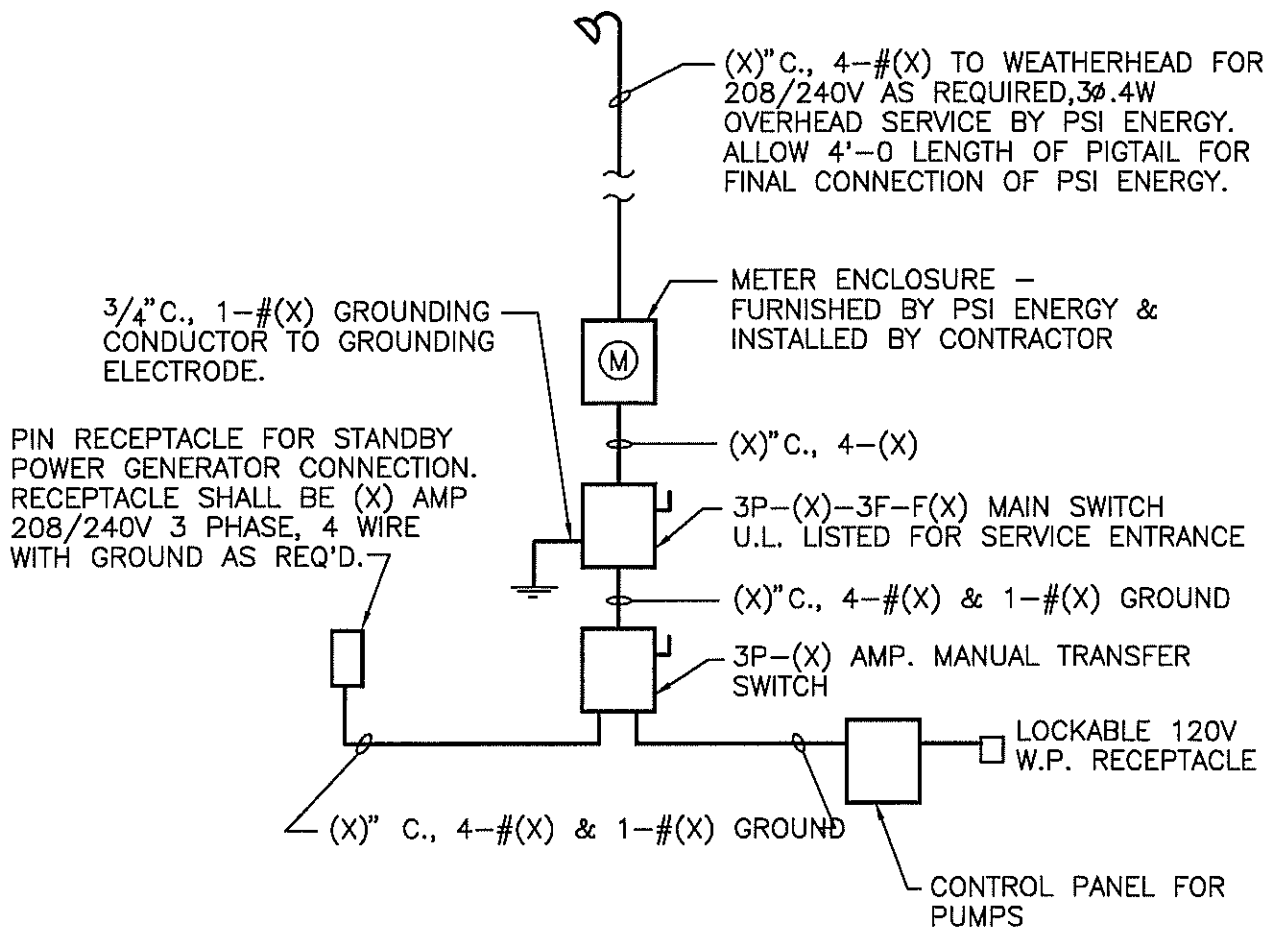 (X)"C., 4-#(X) TO WEATHERHEAD FOR
208/240V AS REQUIRED,3ø.4W
OVERHEAD SERVICE BY PSI ENERGY.
ALLOW 4'-0 LENGTH OF PIGTAIL FOR
FINAL CONNECTION OF PSI ENERGY.
METER ENCLOSURE -
FURNISHED BY PSI ENERGY &
INSTALLED BY CONTRACTOR
3/4"C., 1-#(X) GROUNDING
CONDUCTOR TO GROUNDING
ELECTRODE.
M
PIN RECEPTACLE FOR STANDBY
POWER GENERATOR CONNECTION.
RECEPTACLE SHALL BE (X) AMP
208/240V 3 PHASE, 4 WIRE
WITH GROUND AS REQ'D.
(X)"C., 4-(X)
3P-(X)-3F-F(X) MAIN SWITCH
U.L. LISTED FOR SERVICE ENTRANCE
(X)"C., 4-#(X) & 1-#(X) GROUND
3P-(X) AMP. MANUAL TRANSFER
SWITCH
LOCKABLE 120V
W.P. RECEPTACLE
(X)" C., 4-#(X) & 1-#(X) GROUND
CONTROL PANEL FOR
PUMPS